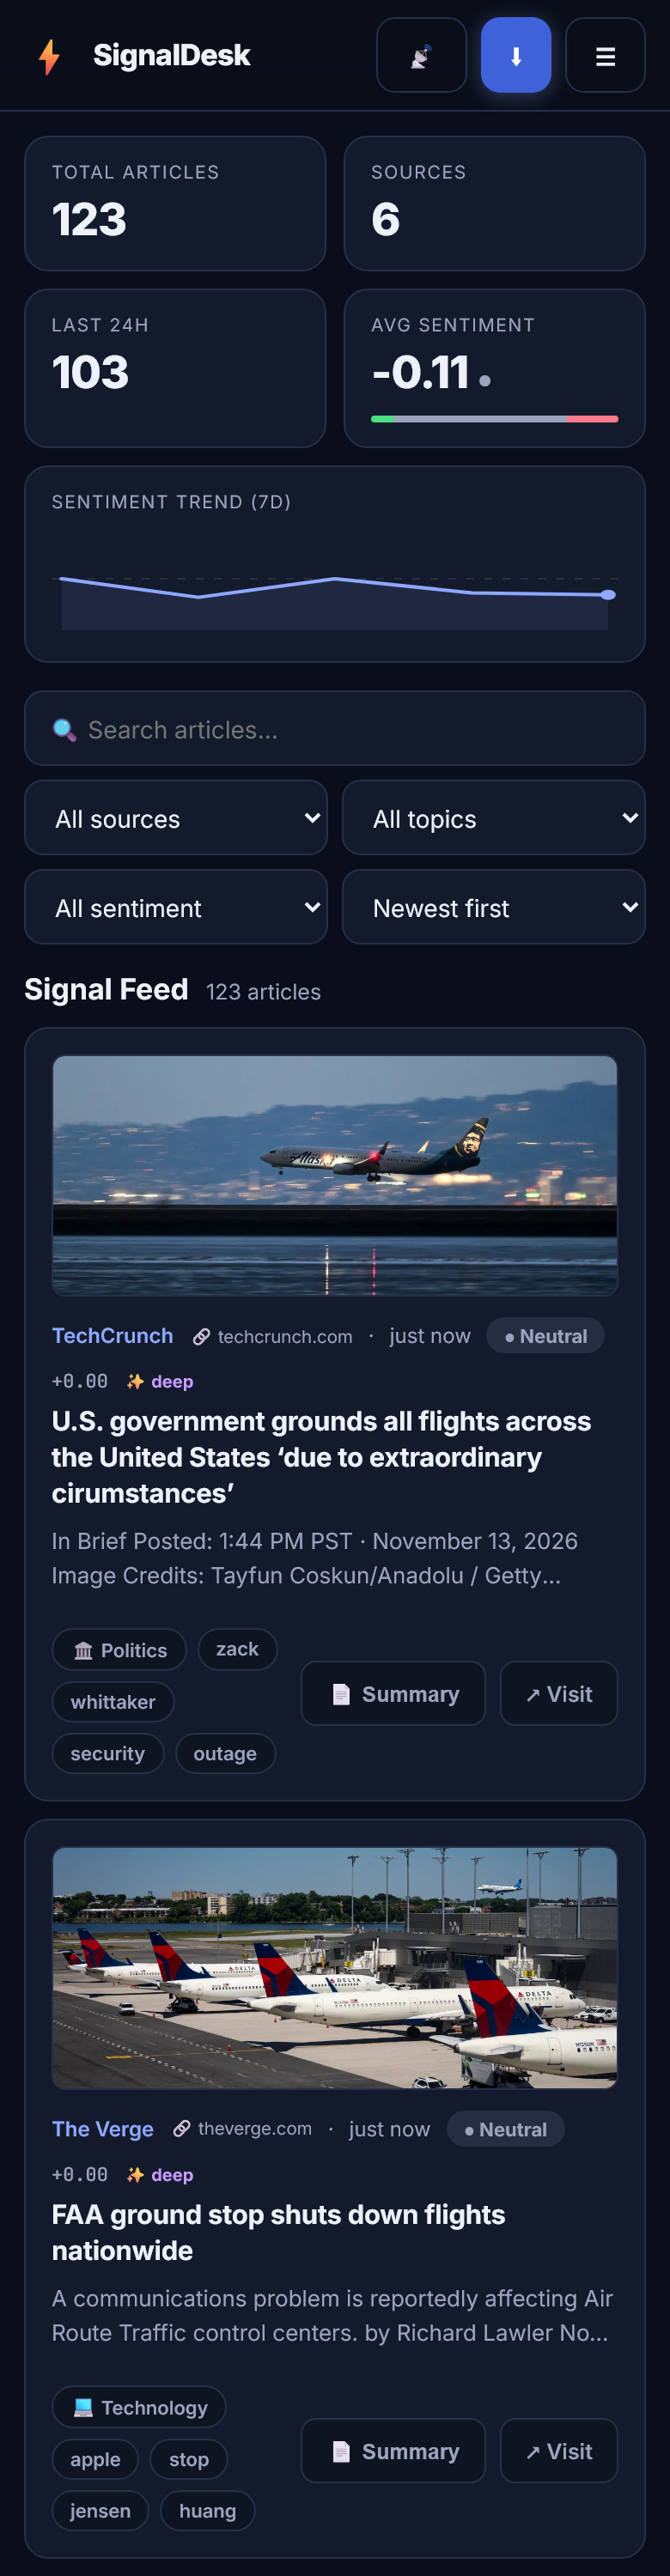 SignalDesk
TOTAL ARTICLES
123
SOURCES
6
LAST 24H
103
AVG SENTIMENT
-0.11
SENTIMENT TREND (7D)
Search articles...
All sources
All topics
All sentiment
Newest first
Signal Feed 123 articles
Alaska
TechCrunch techcrunch.com · just now Neutral
+0.00 deep
U.S. government grounds all flights across
the United States ‘due to extraordinary
cirumstances’
In Brief Posted: 1:44 PM PST · November 13, 2026
Image Credits: Tayfun Coskun/Anadolu / Getty...
Politics zack
whittaker
security outage
Summary
Visit
DELTA
DELTA
DELTA
DELTA
The Verge theverge.com · just now Neutral
+0.00 deep
FAA ground stop shuts down flights
nationwide
A communications problem is reportedly affecting Air
Route Traffic control centers. by Richard Lawler No...
Technology
apple stop
jensen huang
Summary
Visit